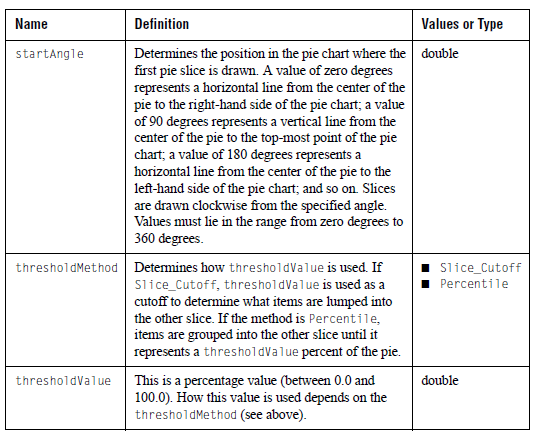 Name Definition Values or Type
startAngle Determines the position in the pie chart where the double
first pie slice is drawn. A value of zero degrees
represents a horizontal line from the center of the
pie to the right-hand side of the pie chart; a value
of 90 degrees represents a vertical line from the
center of the pie to the top-most point of the pie
chart; a value of 180 degrees represents a
horizontal line from the center of the pie to the
left-hand side of the pie chart; and so on. Slices
are drawn clockwise from the specified angle.
Values must lie in the range from zero degrees to
360 degrees.
thresholdMethod Determines how thresholdValue is used. If ■ Slice_Cutoff
Slice_Cutoff, thresholdValue is used as a ■ Percentile
cutoff to determine what items are lumped into
the other slice. If the method is Percentile,
items are grouped into the other slice until it
represents a thresholdValue percent of the pie.
thresholdValue This is a percentage value (between 0.0 and double
100.0). How this value is used depends on the
thresholdMethod (see above).